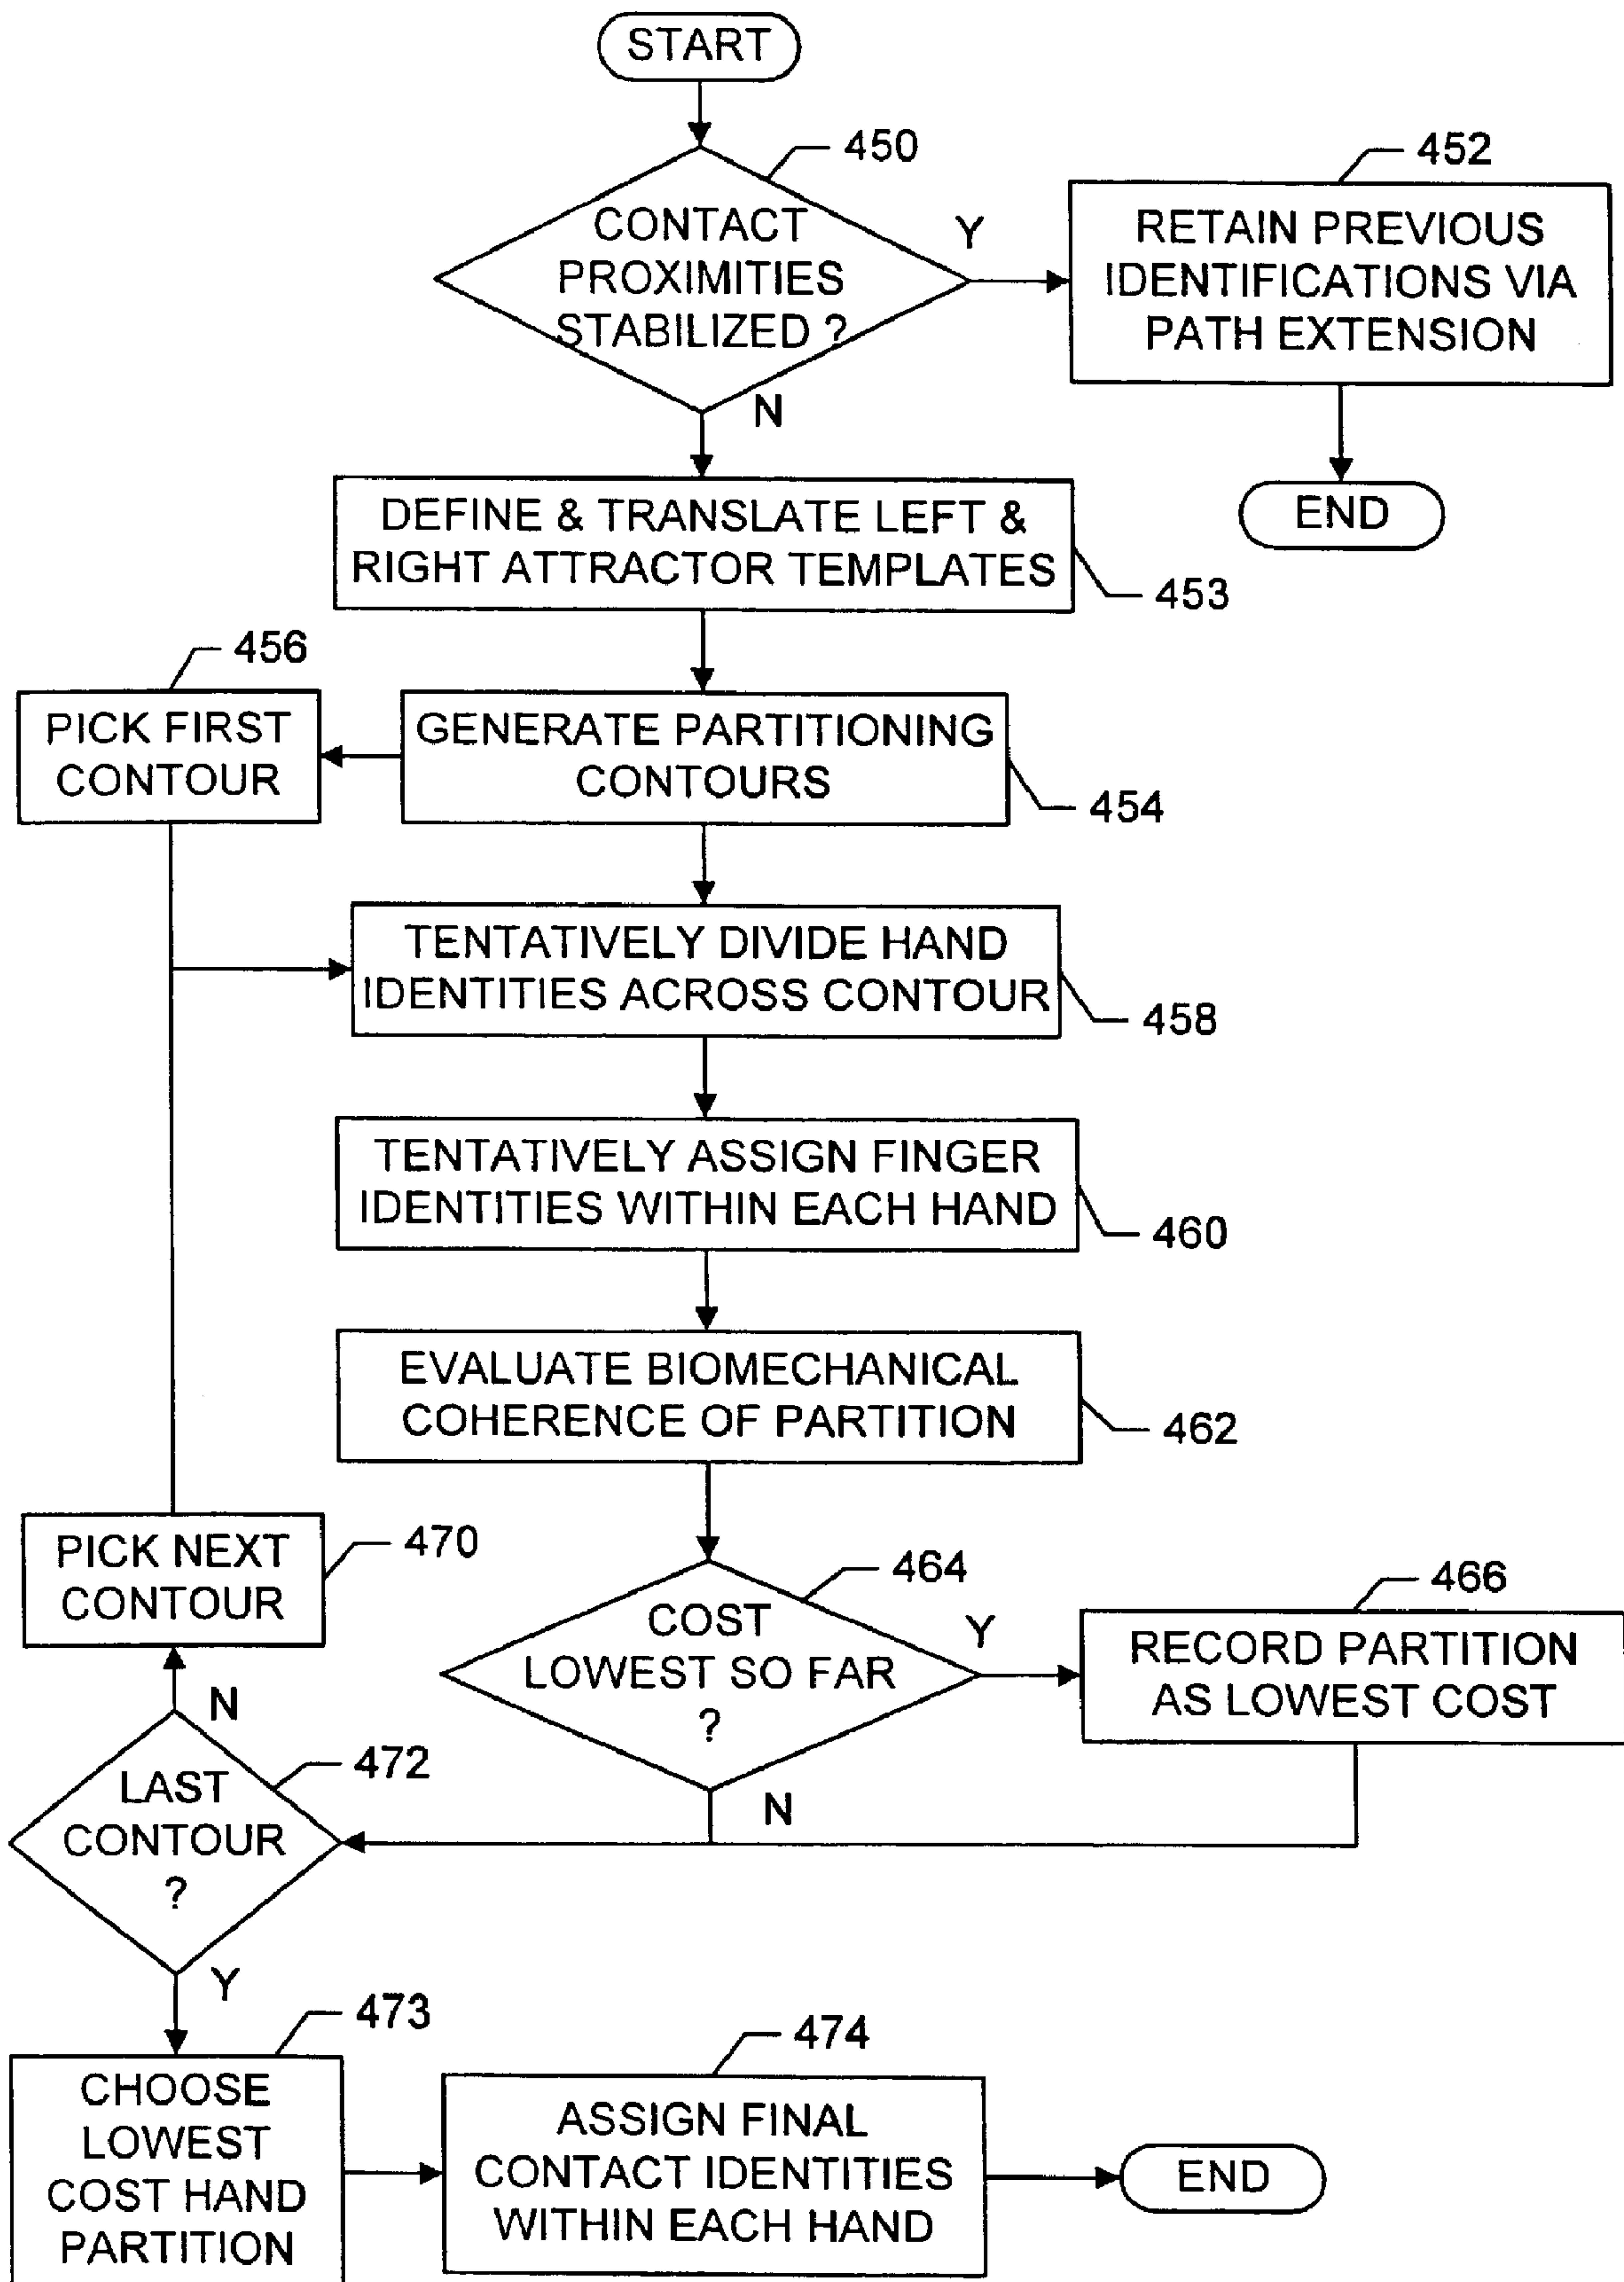 START
450
CONTACT
PROXIMITIES
STABILIZED ?
Y
N
452
RETAIN PREVIOUS
IDENTIFICATIONS VIA
PATH EXTENSION
END
DEFINE & TRANSLATE LEFT &
RIGHT ATTRACTOR TEMPLATES
453
456
PICK FIRST
CONTOUR
GENERATE PARTITIONING
CONTOURS
454
TENTATIVELY DIVIDE HAND
IDENTITIES ACROSS CONTOUR
458
TENTATIVELY ASSIGN FINGER
IDENTITIES WITHIN EACH HAND
460
EVALUATE BIOMECHANICAL
COHERENCE OF PARTITION
462
PICK NEXT
CONTOUR
470
464
COST
LOWEST SO FAR
?
Y
N
466
RECORD PARTITION
AS LOWEST COST
N
472
LAST
CONTOUR
?
Y
473
CHOOSE
LOWEST
COST HAND
PARTITION
474
ASSIGN FINAL
CONTACT IDENTITIES
WITHIN EACH HAND
END